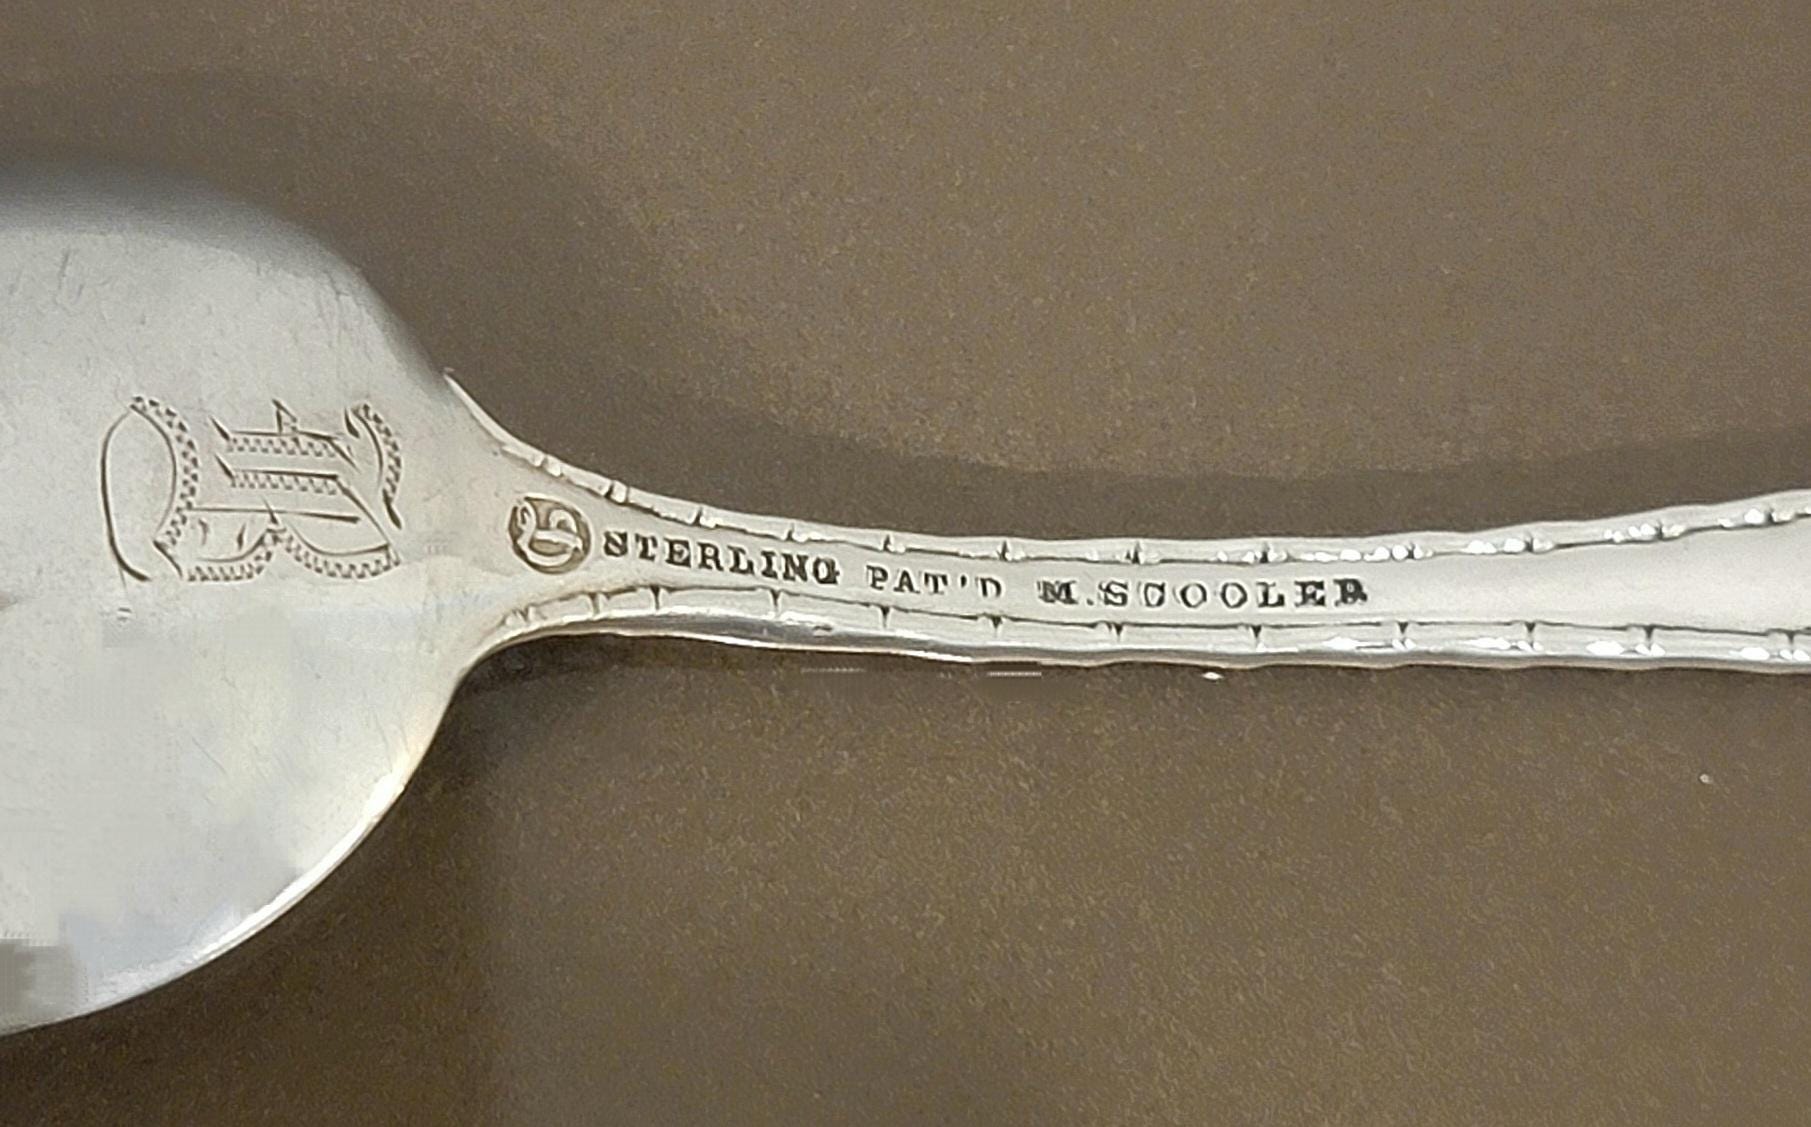 STERLING PAT'D M.SCOOLER